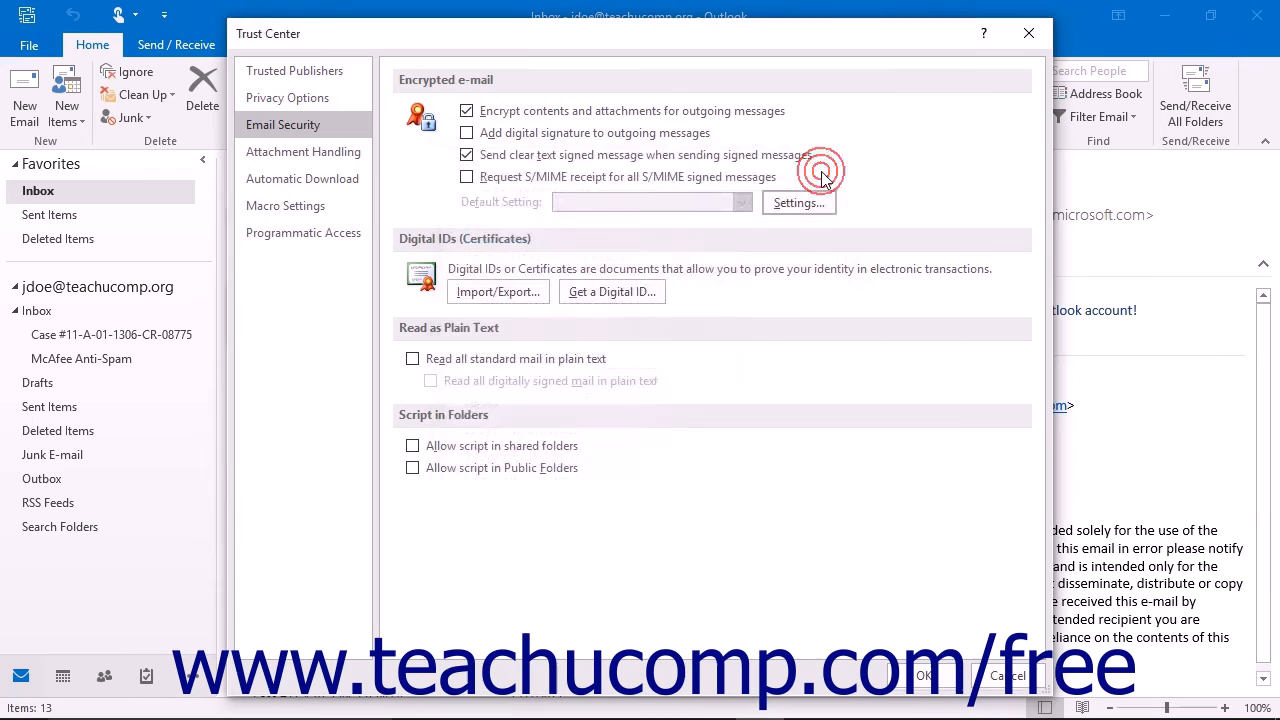 Inbox - jdoe@teachucomp.org - Outlook
File
Home
Send / Receive
New
Email
New
Items
Ignore
Clean Up
Junk
Delete
Delete
Search People
Address Book
Filter Email
Find
Send/Receive
All Folders
Send/Receive
Favorites
Inbox
Sent Items
Deleted Items
jdoe@teachucomp.org
Inbox
Case #11-A-01-1306-CR-08775
McAfee Anti-Spam
Drafts
Sent Items
Deleted Items
Junk E-mail
Outbox
RSS Feeds
Search Folders
Trust Center
?
Trusted Publishers
Privacy Options
Email Security
Attachment Handling
Automatic Download
Macro Settings
Programmatic Access
Encrypted e-mail
Encrypt contents and attachments for outgoing messages
Add digital signature to outgoing messages
Send clear text signed message when sending signed messages
Request S/MIME receipt for all S/MIME signed messages
Default Setting:
Settings...
Digital IDs (Certificates)
Digital IDs or Certificates are documents that allow you to prove your identity in electronic transactions.
Import/Export...
Get a Digital ID...
Read as Plain Text
Read all standard mail in plain text
Read all digitally signed mail in plain text
Script in Folders
Allow script in shared folders
Allow script in Public Folders
OK
Cancel
microsoft.com>
tlook account!
om>
ded solely for the use of the
this email in error please notify
and is intended only for the
disseminate, distribute or copy
e received this e-mail by
tended recipient you are
eliance on the contents of this
www.teachucomp.com/free
Items: 13
100%